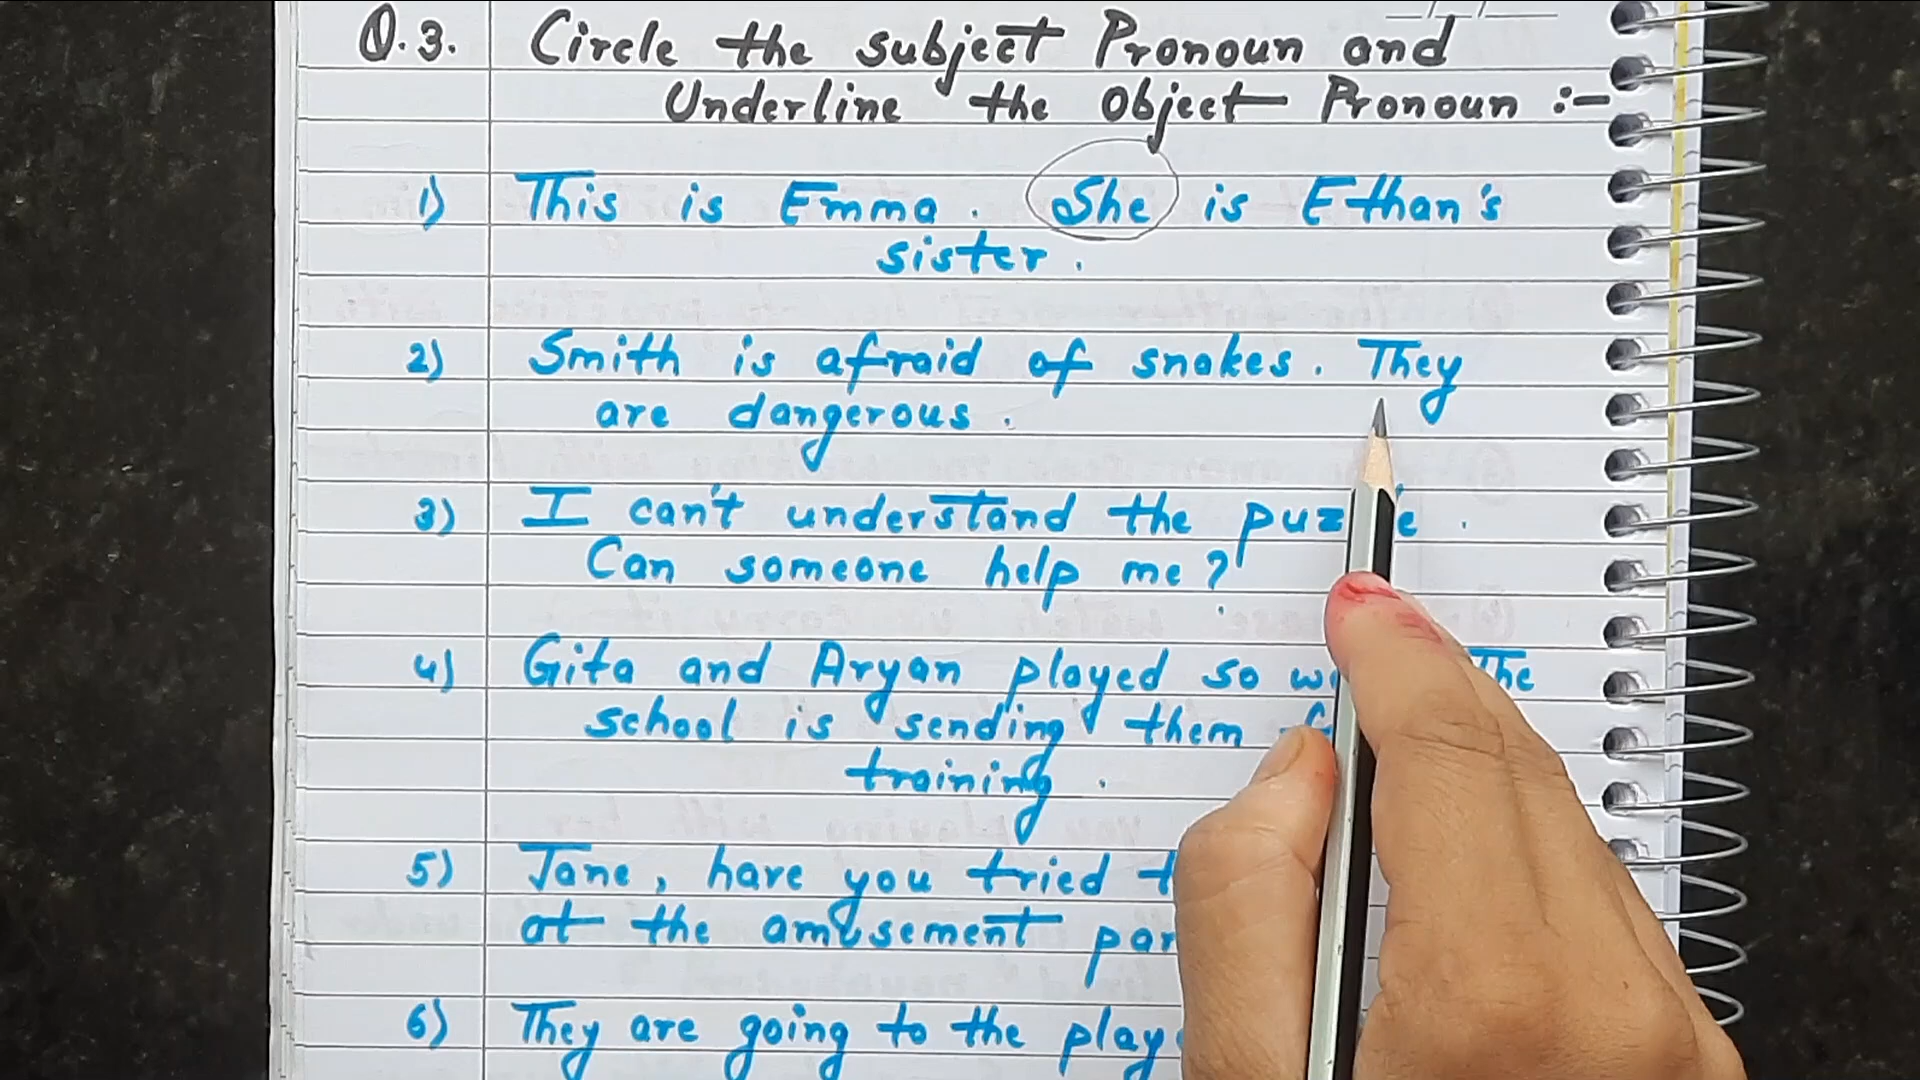 Q.3. Circle the subject Pronoun and
Underline the Object Pronoun :-
1) This is Emma. She is Ethan's
sister.
2) Smith is afraid of snakes. They
are dangerous.
3) I can't understand the
Can someone help me?
4) Gita and Aryan played so The
school is sending them
training.
5) Jane, have you tried
at the amusement
6) They are going to the